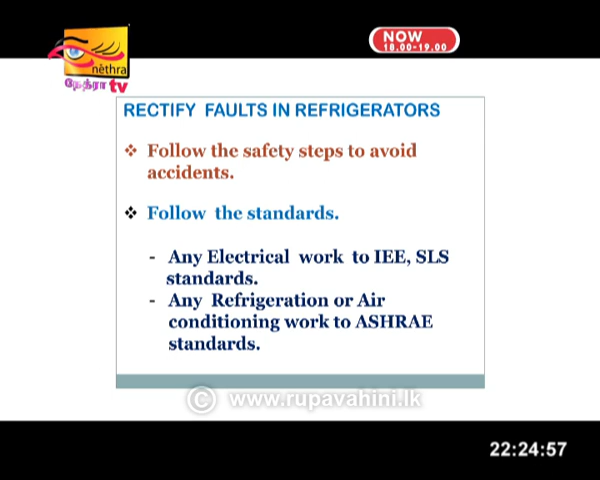 NOW
18.00-19.00
nēthra
நேத்ரா tv
RECTIFY FAULTS IN REFRIGERATORS
❖ Follow the safety steps to avoid
accidents.
❖ Follow the standards.
- Any Electrical work to IEE, SLS
standards.
- Any Refrigeration or Air
conditioning work to ASHRAE
standards.
© www.rupavahini.lk
22:24:57